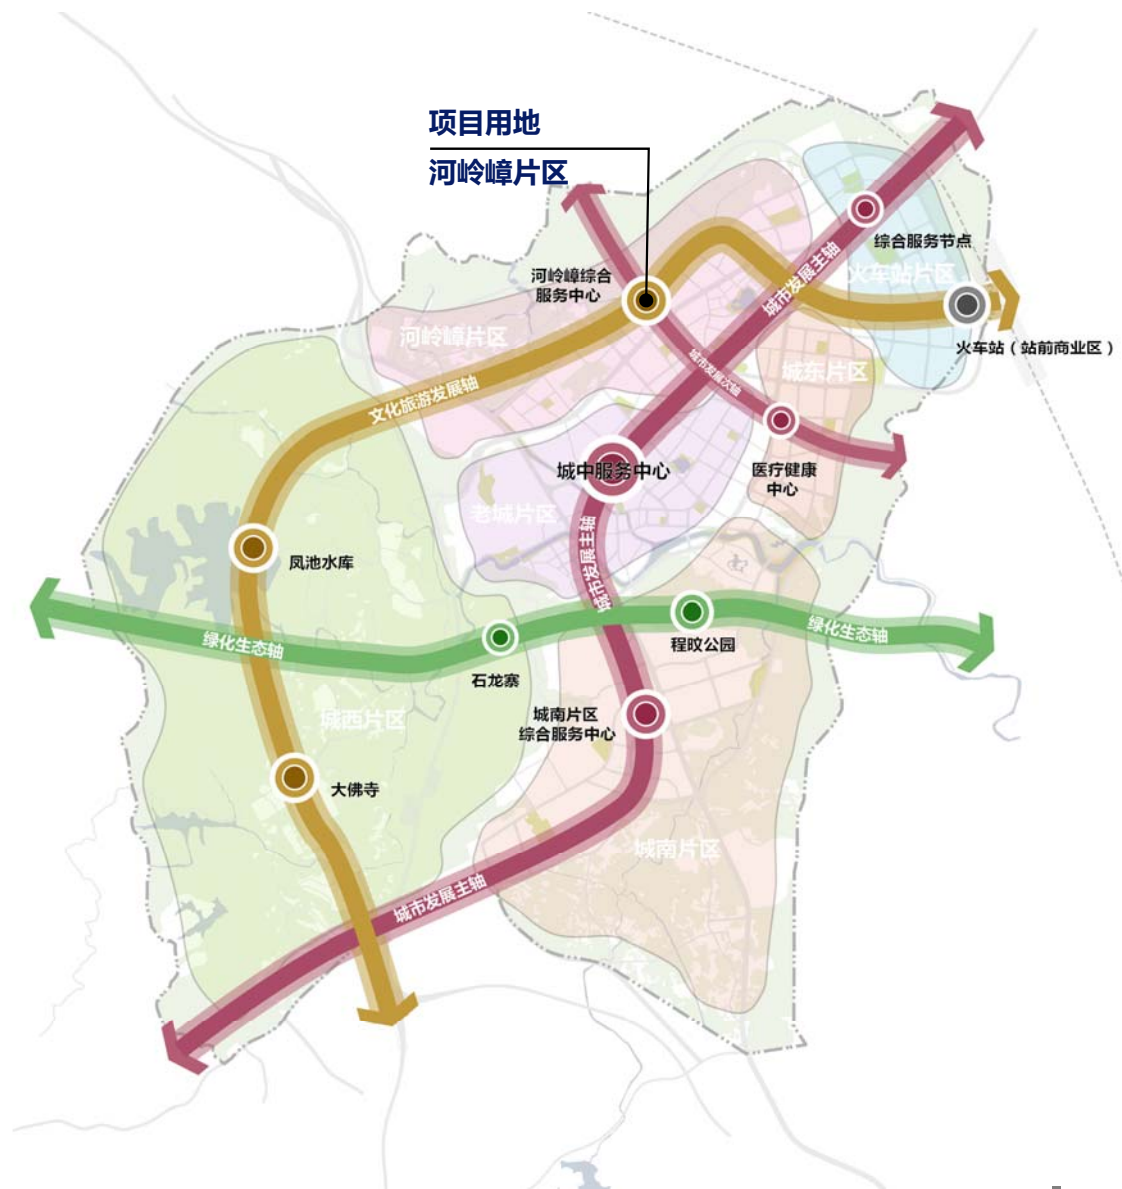 项目用地
河岭嶂片区
综合服务节点
河岭嶂综合
服务中心
火车站片区
城市发展主轴
火车站（站前商业区）
河岭嶂片区
城市发展次轴
城东片区
文化旅游发展轴
城中服务中心
医疗健康
中心
老城片区
城市发展主轴
凤池水库
绿化生态轴
石龙寨
程旼公园
绿化生态轴
城西片区
城南片区
综合服务中心
大佛寺
城南片区
城市发展主轴